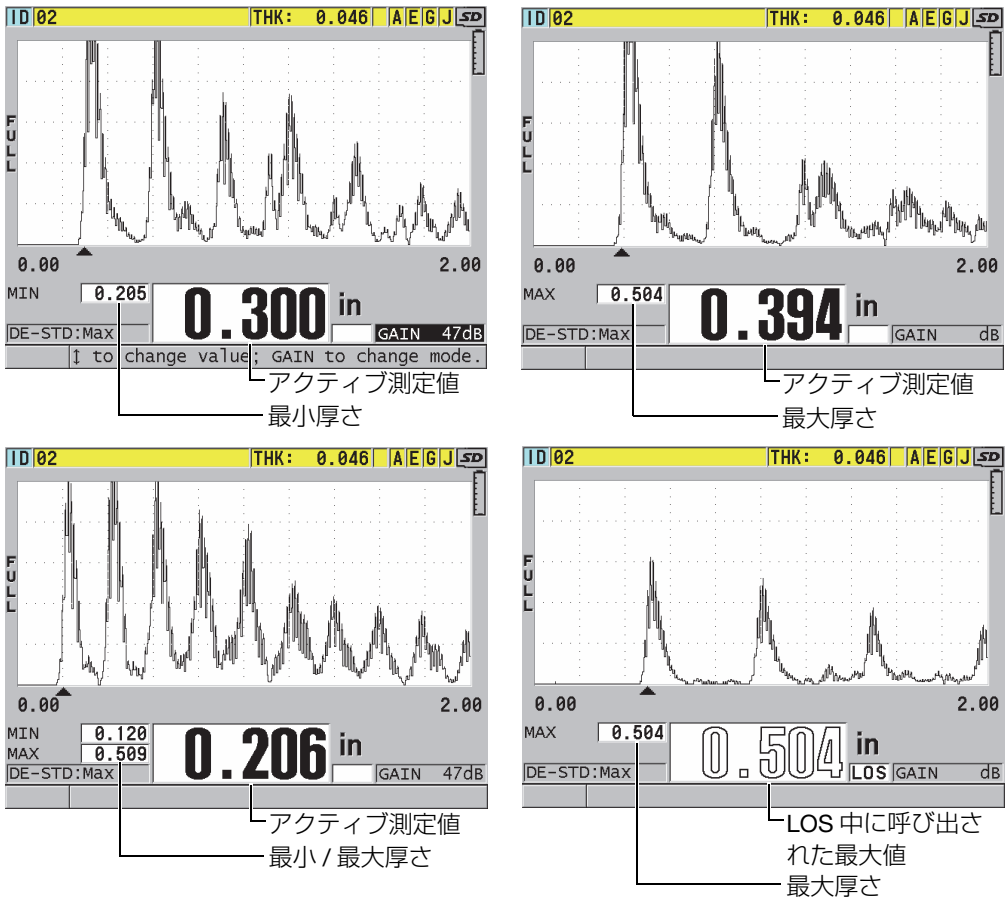 ID 02 THK: 0.046 A E G J SD
FULL
0.00 2.00
MIN 0.205 0.300 in
DE-STD:Max GAIN 47dB
↕ to change value; GAIN to change mode.
アクティブ測定値
最小厚さ
ID 02 THK: 0.046 A E G J SD
FULL
0.00 2.00
MAX 0.504 0.394 in
DE-STD:Max GAIN dB
アクティブ測定値
最大厚さ
ID 02 THK: 0.046 A E G J SD
FULL
0.00 2.00
MIN 0.120 0.206 in
MAX 0.509
DE-STD:Max GAIN 47dB
アクティブ測定値
最小 / 最大厚さ
ID 02 THK: 0.046 A E G J SD
FULL
0.00 2.00
MAX 0.504 0.504 in
DE-STD:Max LOS GAIN dB
LOS 中に呼び出さ
れた最大値
最大厚さ